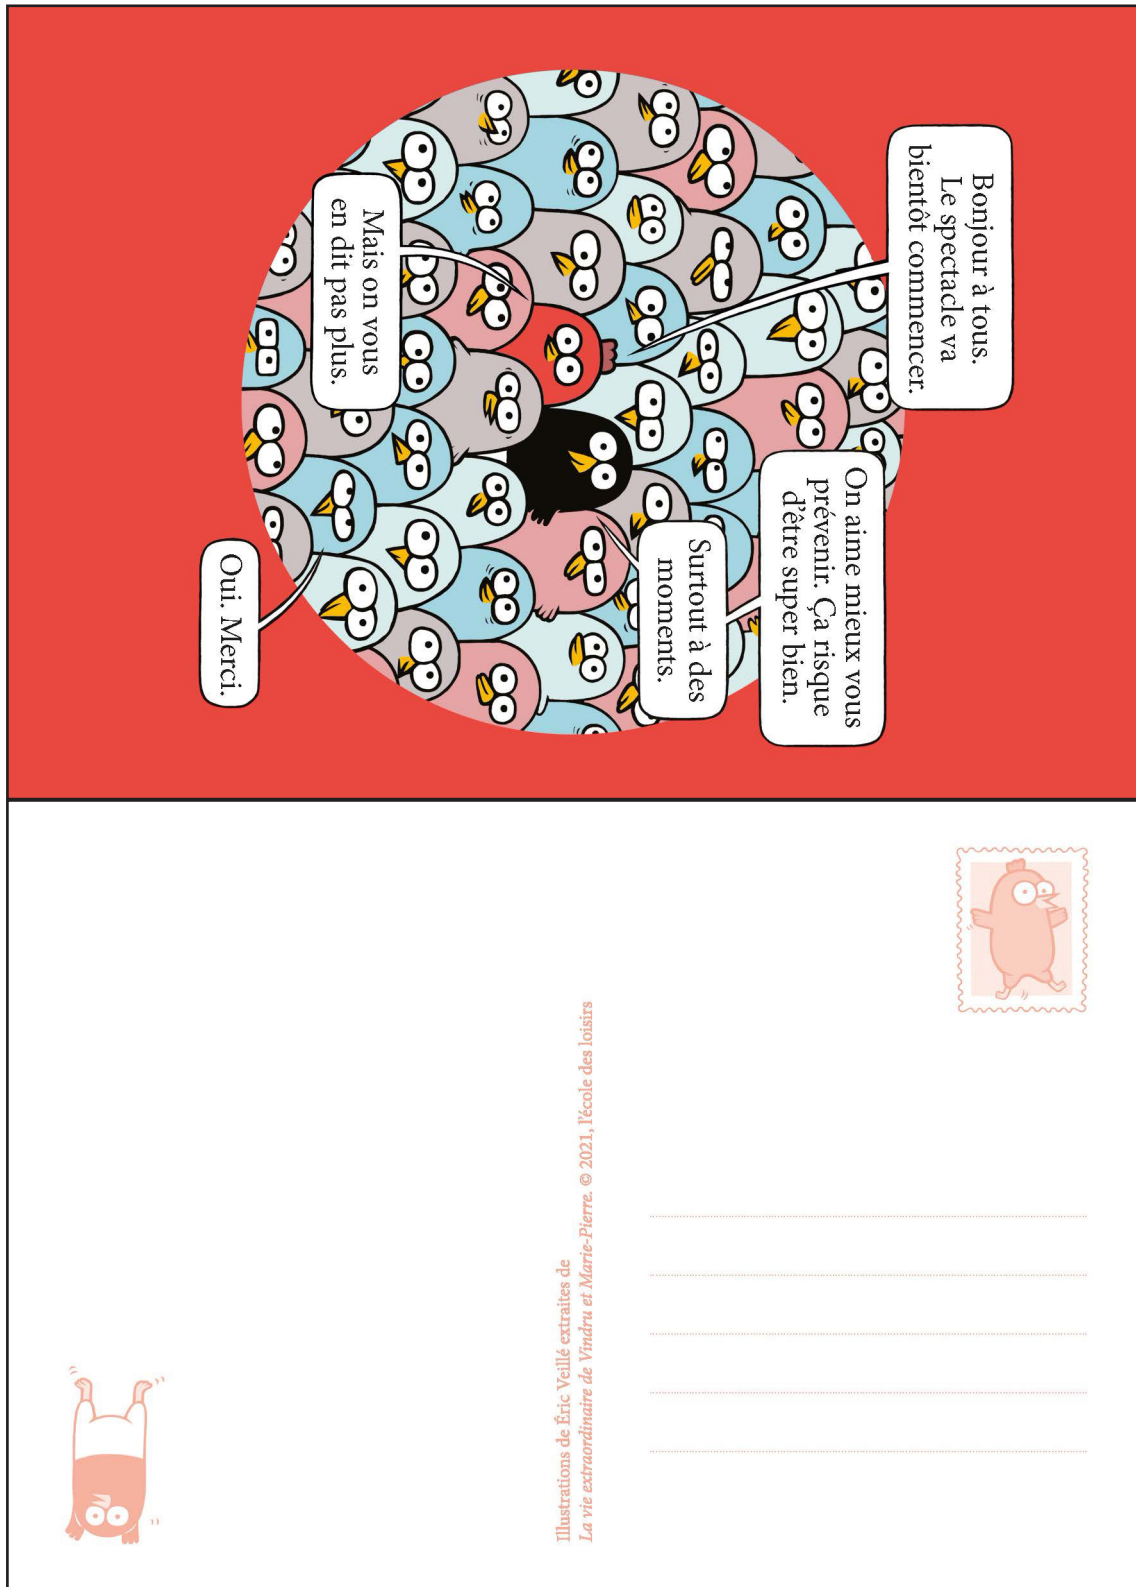 Bonjour à tous.
Le spectacle va
bientôt commencer.
On aime mieux vous
prévenir. Ça risque
d'être super bien.
Surtout à des
moments.
Mais on vous
en dit pas plus.
Oui. Merci.
Illustrations de Éric Veillé extraites de
La vie extraordinaire de Vindru et Marie-Pierre. © 2021, l'école des loisirs